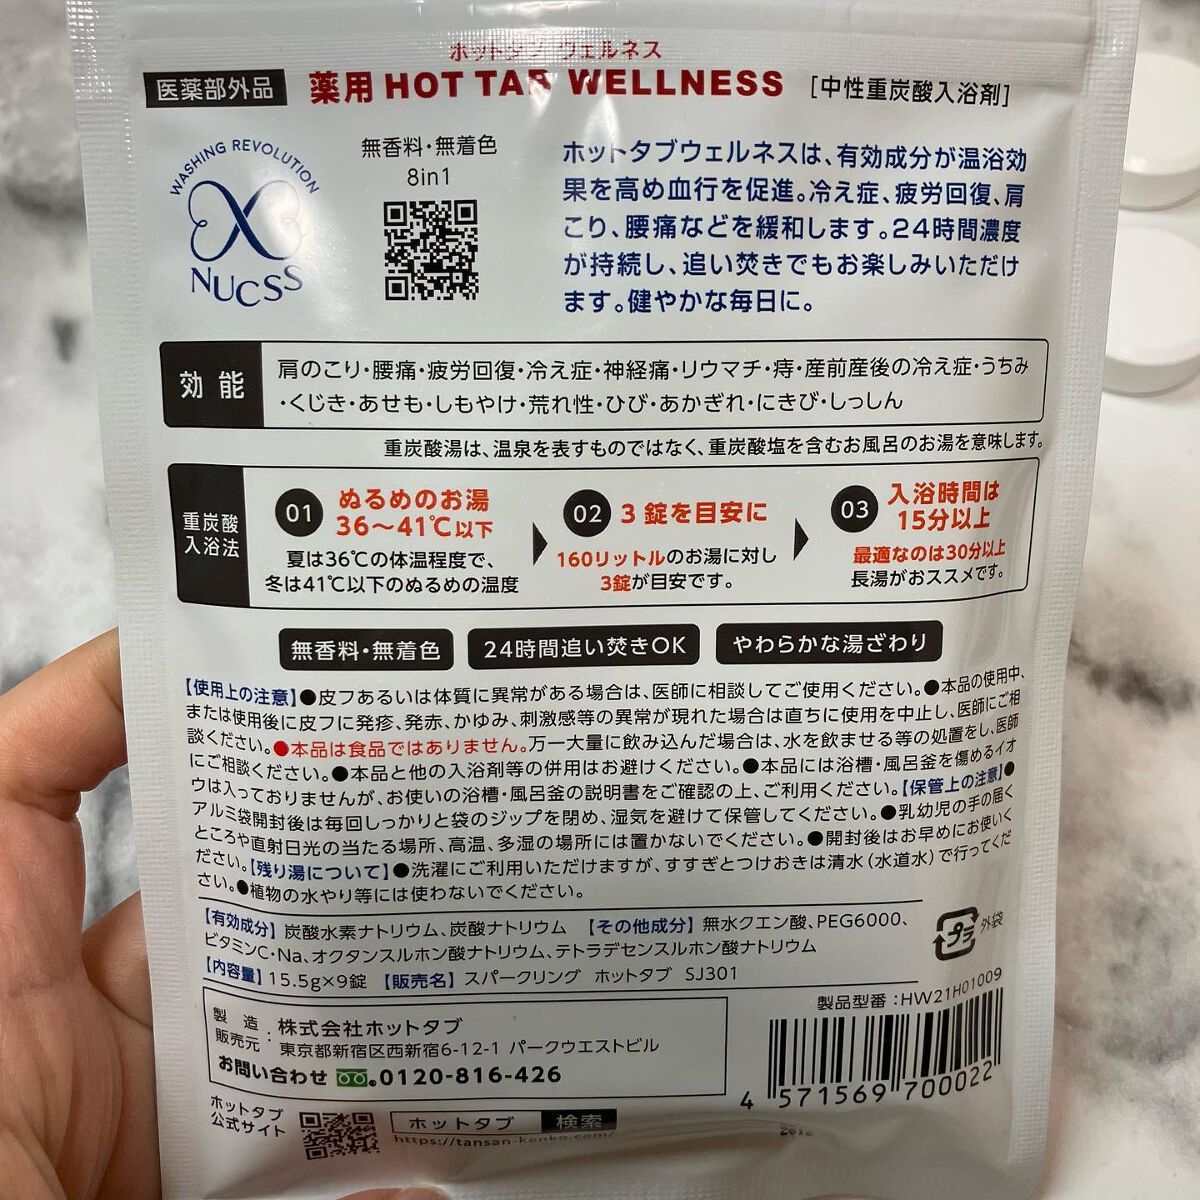 ホットタブ ウェルネス
医薬部外品
薬用 HOT TAB WELLNESS
[中性重炭酸入浴剤]
WASHING REVOLUTION
NUCSS
無香料・無着色
8in1
ホットタブウェルネスは、有効成分が温浴効
果を高め血行を促進。冷え症、疲労回復、肩
こり、腰痛などを緩和します。24時間濃度
が持続し、追い焚きでもお楽しみいただけ
ます。健やかな毎日に。
効能
肩のこり・腰痛・疲労回復・冷え症・神経痛・リウマチ・痔・産前産後の冷え症・うちみ
・くじき・あせも・しもやけ・荒れ性・ひび・あかぎれ・にきび・しっしん
重炭酸湯は、温泉を表すものではなく、重炭酸塩を含むお風呂のお湯を意味します。
重炭酸
入浴法
01 ぬるめのお湯
36〜41℃以下
夏は36℃の体温程度で、
冬は41℃以下のぬるめの温度
02 3錠を目安に
160リットルのお湯に対し
3錠が目安です。
03 入浴時間は
15分以上
最適なのは30分以上
長湯がおススメです。
無香料・無着色
24時間追い焚きOK
やわらかな湯ざわり
【使用上の注意】●皮フあるいは体質に異常がある場合は、医師に相談してご使用ください。●本品の使用中、
または使用後に皮フに発疹、発赤、かゆみ、刺激感等の異常が現れた場合は直ちに使用を中止し、医師にご相
談ください。●本品は食品ではありません。万一大量に飲み込んだ場合は、水を飲ませる等の処置をし、医師
にご相談ください。●本品と他の入浴剤等の併用はお避けください。●本品には浴槽・風呂釜を傷めるイオ
ウは入っておりませんが、お使いの浴槽・風呂釜の説明書をご確認の上、ご利用ください。【保管上の注意】●
アルミ袋開封後は毎回しっかりと袋のジップを閉め、湿気を避けて保管してください。●乳幼児の手の届く
ところや直射日光の当たる場所、高温、多湿の場所には置かないでください。●開封後はお早めにお使いく
ださい。【残り湯について】●洗濯にご利用いただけますが、すすぎとつけおきは清水(水道水)で行ってくだ
さい。●植物の水やり等には使わないでください。
【有効成分】炭酸水素ナトリウム、炭酸ナトリウム 【その他成分】無水クエン酸、PEG6000、
ビタミンC・Na、オクタンスルホン酸ナトリウム、テトラデセンスルホン酸ナトリウム
【内容量】15.5g×9錠 【販売名】スパークリング ホットタブ SJ301
プラ
外袋
製品型番:HW21H01009
製造
販売元 : 株式会社ホットタブ
東京都新宿区西新宿6-12-1 パークウエストビル
お問い合わせ 0120-816-426
4 571569 700022
ホットタブ
公式サイト
ホットタブ 検索
https://tansan-kenko.com/